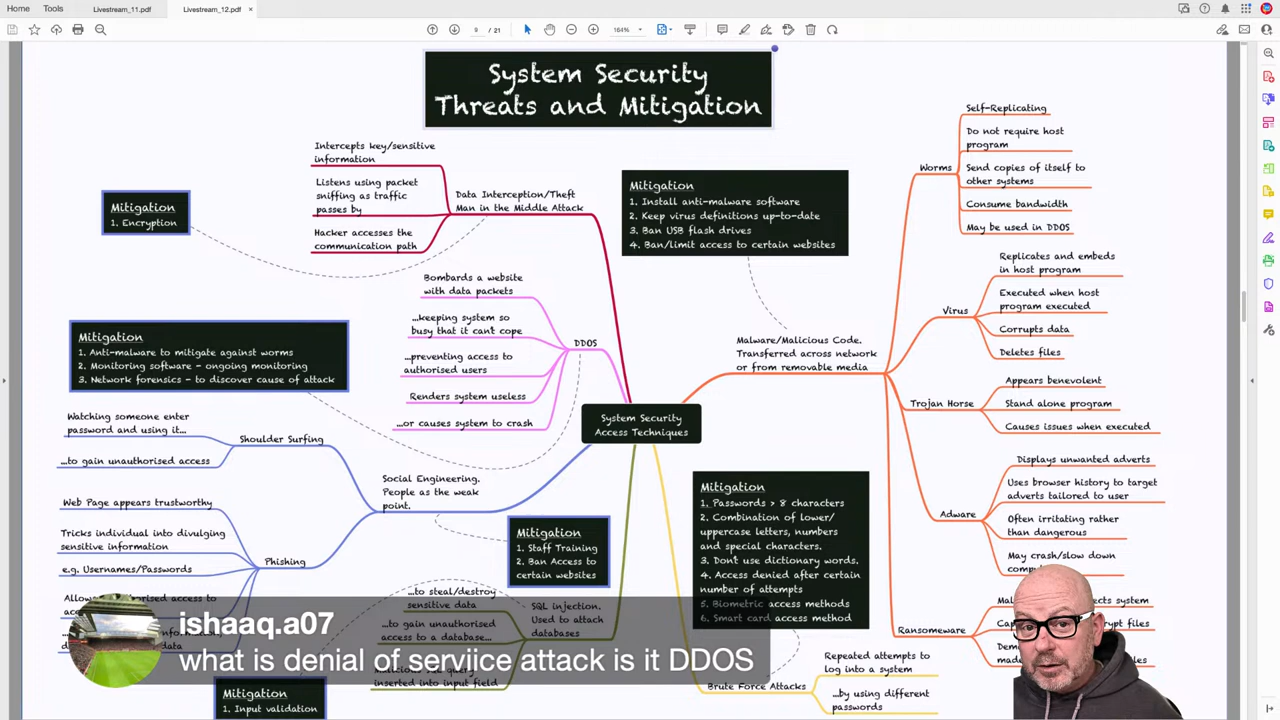 Home
Tools
Livestream_11.pdf
Livestream_12.pdf
9 / 21
164%
System Security
Threats and Mitigation
Intercepts key/sensitive
information
Listens using packet
sniffing as traffic
passes by
Hacker accesses the
communication path
Data Interception/Theft
Man in the Middle Attack
Mitigation
1. Encryption
Bombards a website
with data packets
...keeping system so
busy that it can't cope
...preventing access to
authorised users
Renders system useless
...or causes system to crash
DDOS
Mitigation
1. Anti-malware to mitigate against worms
2. Monitoring software - ongoing monitoring
3. Network forensics - to discover cause of attack
Watching someone enter
password and using it...
...to gain unauthorised access
Shoulder Surfing
Social Engineering.
People as the weak
point.
Web Page appears trustworthy
Tricks individual into divulging
sensitive information
e.g. Usernames/Passwords
Phishing
Mitigation
1. Staff Training
2. Ban Access to
certain websites
System Security
Access Techniques
...to steal/destroy
sensitive data
...to gain unauthorised
access to a database...
inserted into input field
SQL injection.
Used to attack
databases
Mitigation
1. Input validation
Mitigation
1. Install anti-malware software
2. Keep virus definitions up-to-date
3. Ban USB flash drives
4. Ban/limit access to certain websites
Malware/Malicious Code.
Transferred across network
or from removable media
Worms
Self-Replicating
Do not require host
program
Send copies of itself to
other systems
Consume bandwidth
May be used in DDOS
Virus
Replicates and embeds
in host program
Executed when host
program executed
Corrupts data
Deletes files
Trojan Horse
Appears benevolent
Stand alone program
Causes issues when executed
Adware
Displays unwanted adverts
Uses browser history to target
adverts tailored to user
Often irritating rather
than dangerous
May crash/slow down
Ransomeware
Mitigation
1. Passwords > 8 characters
2. Combination of lower/
uppercase letters, numbers
and special characters.
3. Don't use dictionary words.
4. Access denied after certain
number of attempts
5. Biometric access methods
6. Smart card access method
Brute Force Attacks
Repeated attempts to
log into a system
...by using different
passwords
ishaaq.a07
what is denial of serviice attack is it DDOS